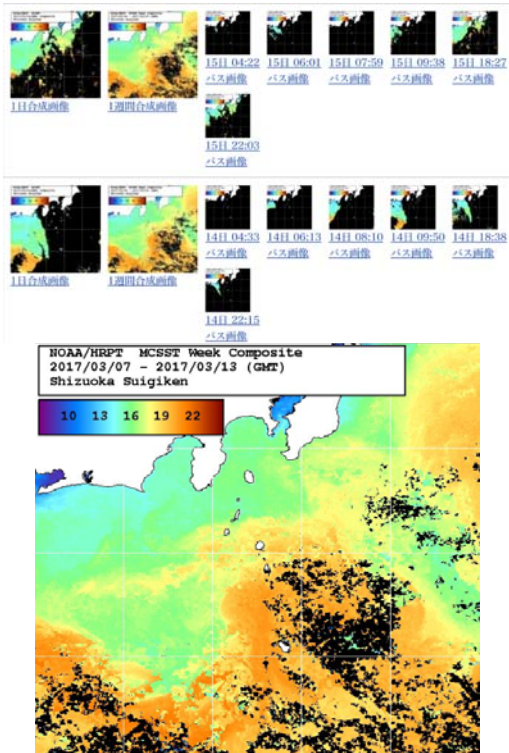 1日合成画像
1週間合成画像
15日 04:22
パス画像
15日 06:01
パス画像
15日 07:59
パス画像
15日 09:38
パス画像
15日 18:27
パス画像
15日 22:03
パス画像
1日合成画像
1週間合成画像
14日 04:33
パス画像
14日 06:13
パス画像
14日 08:10
パス画像
14日 09:50
パス画像
14日 18:38
パス画像
14日 22:15
パス画像
NOAA/HRPT MCSST Week Composite
2017/03/07 - 2017/03/13 (GMT)
Shizuoka Suigiken
10 13 16 19 22